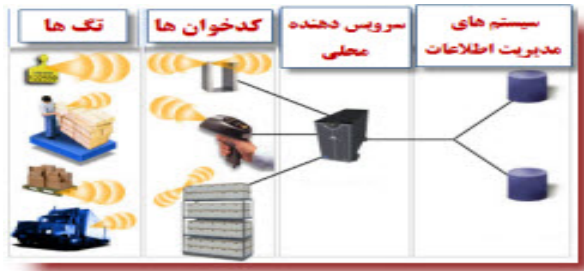 تگ ها
کدخوان ها
سرویس دهنده
محلی
سیستم های
مدیریت اطلاعات